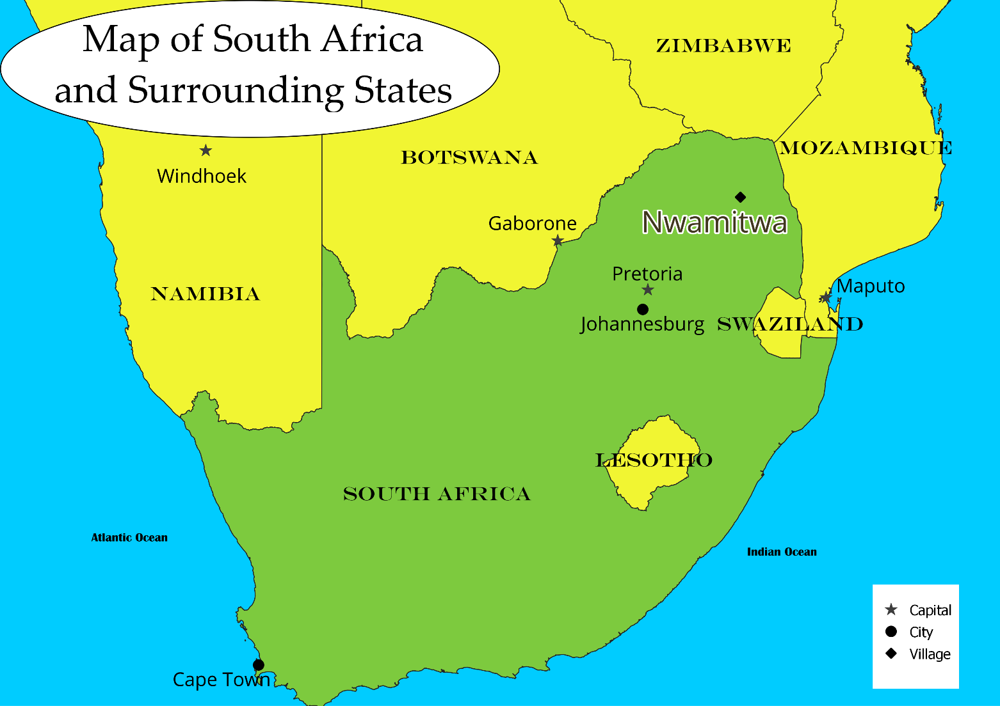 Map of South Africa
and Surrounding States
ZIMBABWE
MOZAMBIQUE
BOTSWANA
Windhoek
Nwamitwa
Gaborone
Pretoria
Maputo
NAMIBIA
Johannesburg
SWAZILAND
LESOTHO
SOUTH AFRICA
Atlantic Ocean
Indian Ocean
Capital
City
Village
Cape Town